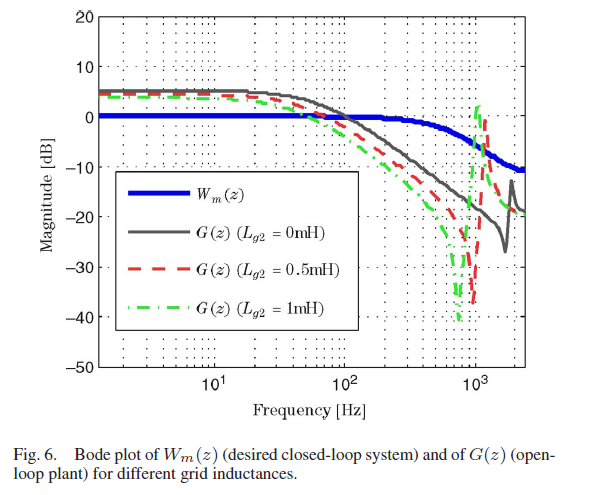 20
10
0
−10
−20
−30
−40
−50
Magnitude [dB]
W_m(z)
G(z) (L_g2 = 0mH)
G(z) (L_g2 = 0.5mH)
G(z) (L_g2 = 1mH)
10^1 10^2 10^3
Frequency [Hz]
Fig. 6. Bode plot of W_m(z) (desired closed-loop system) and of G(z) (open-
loop plant) for different grid inductances.